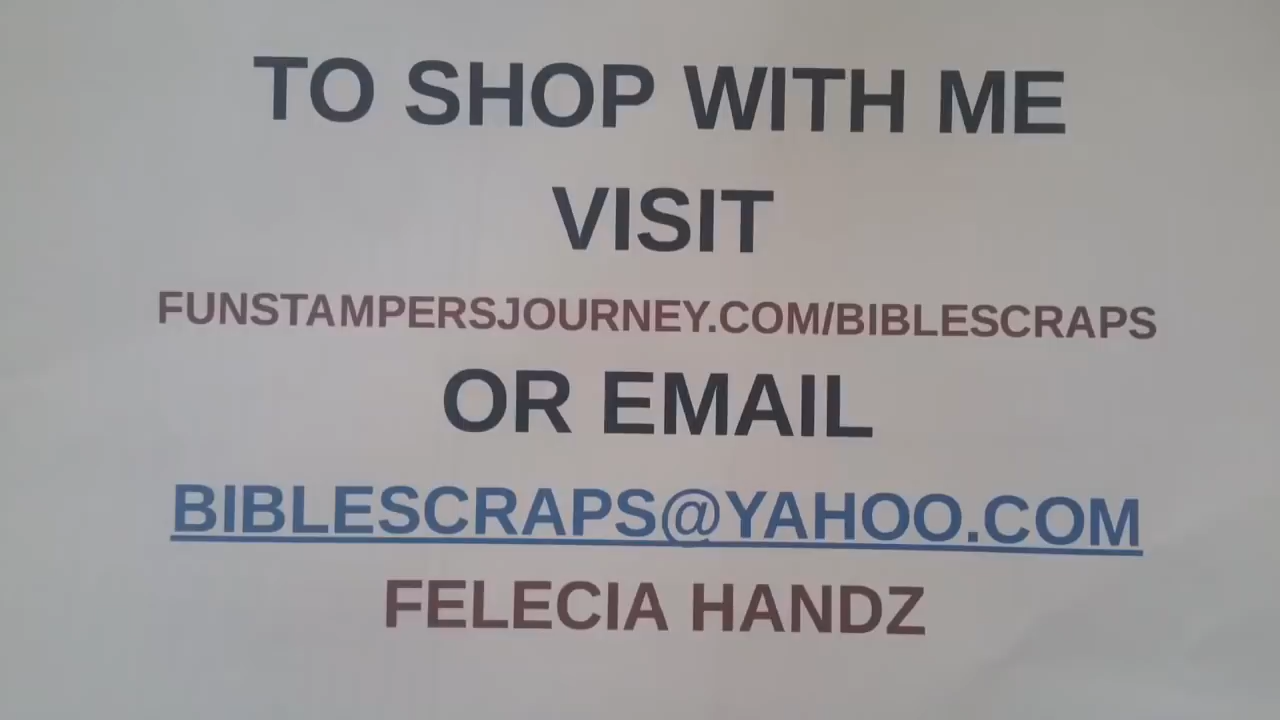 TO SHOP WITH ME
VISIT
FUNSTAMPERSJOURNEY.COM/BIBLESCRAPS
OR EMAIL
BIBLESCRAPS@YAHOO.COM
FELECIA HANDZ